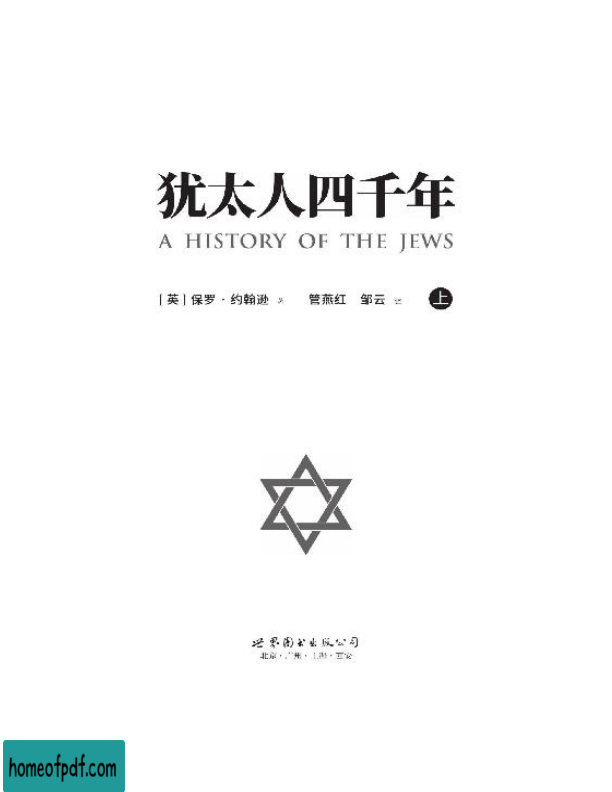 犹太人四千年
A HISTORY OF THE JEWS
[英] 保罗·约翰逊 著 管燕红 邹云 译 上
世界图书出版公司
北京·广州·上海·西安
homeofpdf.com